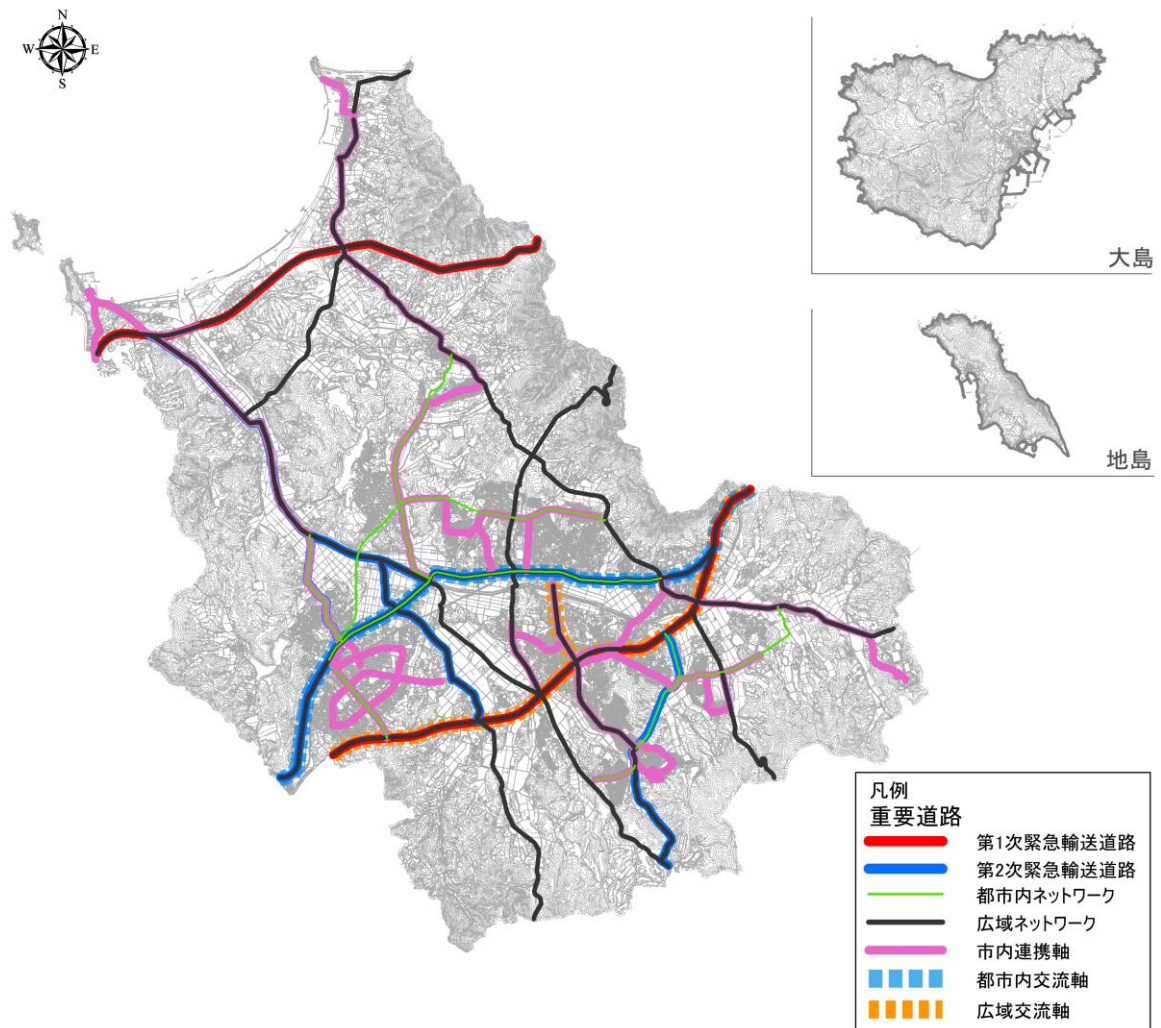 N
W E
S
大島
地島
凡例
重要道路
第1次緊急輸送道路
第2次緊急輸送道路
都市内ネットワーク
広域ネットワーク
市内連携軸
都市内交流軸
広域交流軸